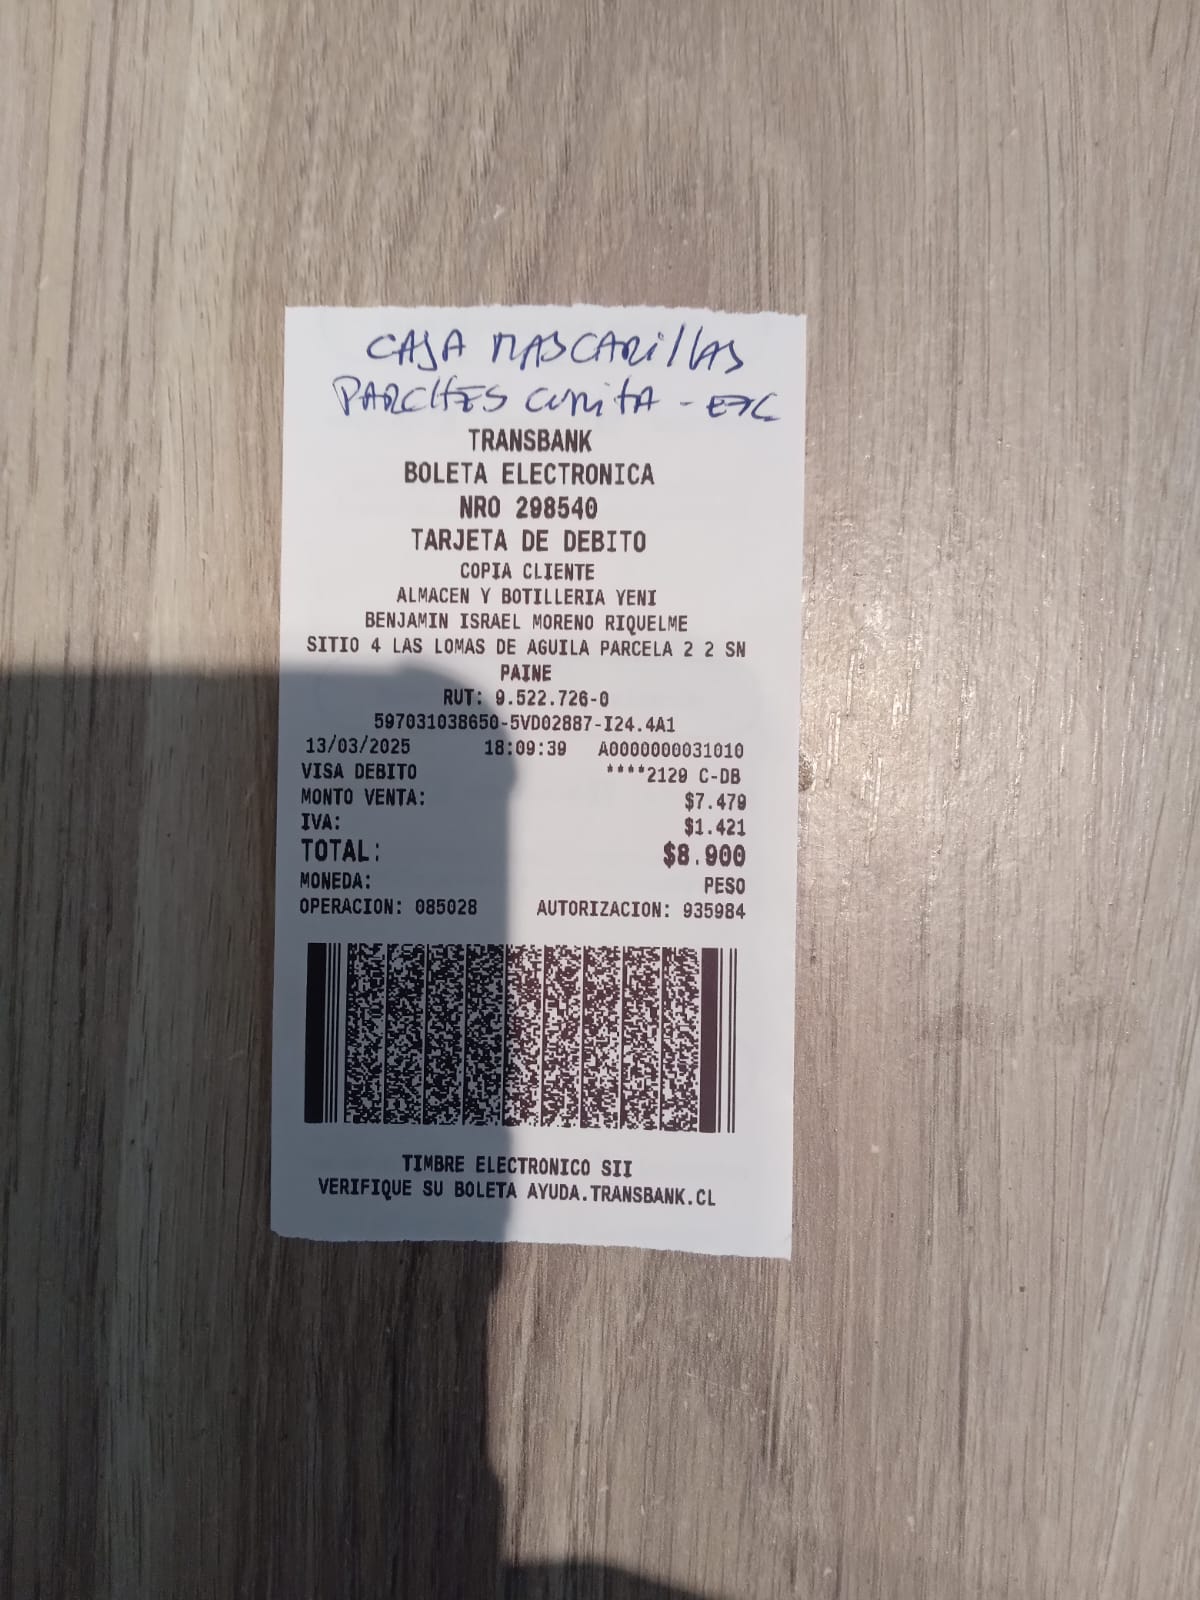 CAJA MASCARillAS
PARCHES CURITA - ETC
TRANSBANK
BOLETA ELECTRONICA
NRO 298540
TARJETA DE DEBITO
COPIA CLIENTE
ALMACEN Y BOTILLERIA YENI
BENJAMIN ISRAEL MORENO RIQUELME
SITIO 4 LAS LOMAS DE AGUILA PARCELA 2 2 SN
PAINE
RUT: 9.522.726-0
597031038650-5VD02887-I24.4A1
13/03/2025 18:09:39 A0000000031010
VISA DEBITO ****2129 C-DB
MONTO VENTA: $7.479
IVA: $1.421
TOTAL: $8.900
MONEDA: PESO
OPERACION: 085028 AUTORIZACION: 935984
TIMBRE ELECTRONICO SII
VERIFIQUE SU BOLETA AYUDA.TRANSBANK.CL